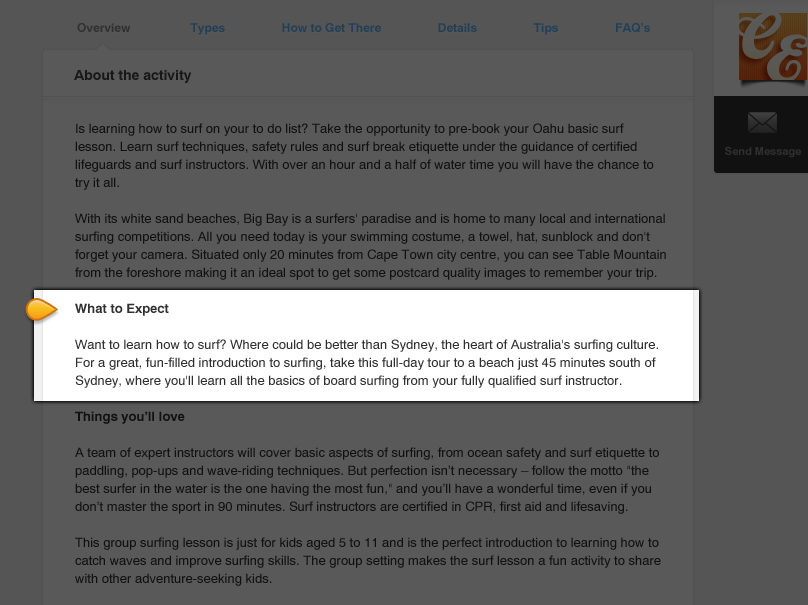 Overview Types How to Get There Details Tips FAQ's
About the activity
Is learning how to surf on your to do list? Take the opportunity to pre-book your Oahu basic surf
lesson. Learn surf techniques, safety rules and surf break etiquette under the guidance of certified
lifeguards and surf instructors. With over an hour and a half of water time you will have the chance to
try it all.
With its white sand beaches, Big Bay is a surfers' paradise and is home to many local and international
surfing competitions. All you need today is your swimming costume, a towel, hat, sunblock and don't
forget your camera. Situated only 20 minutes from Cape Town city centre, you can see Table Mountain
from the foreshore making it an ideal spot to get some postcard quality images to remember your trip.
What to Expect
Want to learn how to surf? Where could be better than Sydney, the heart of Australia's surfing culture.
For a great, fun-filled introduction to surfing, take this full-day tour to a beach just 45 minutes south of
Sydney, where you'll learn all the basics of board surfing from your fully qualified surf instructor.
Things you'll love
A team of expert instructors will cover basic aspects of surfing, from ocean safety and surf etiquette to
paddling, pop-ups and wave-riding techniques. But perfection isn't necessary – follow the motto "the
best surfer in the water is the one having the most fun," and you'll have a wonderful time, even if you
don't master the sport in 90 minutes. Surf instructors are certified in CPR, first aid and lifesaving.
This group surfing lesson is just for kids aged 5 to 11 and is the perfect introduction to learning how to
catch waves and improve surfing skills. The group setting makes the surf lesson a fun activity to share
with other adventure-seeking kids.
CE
Send Message